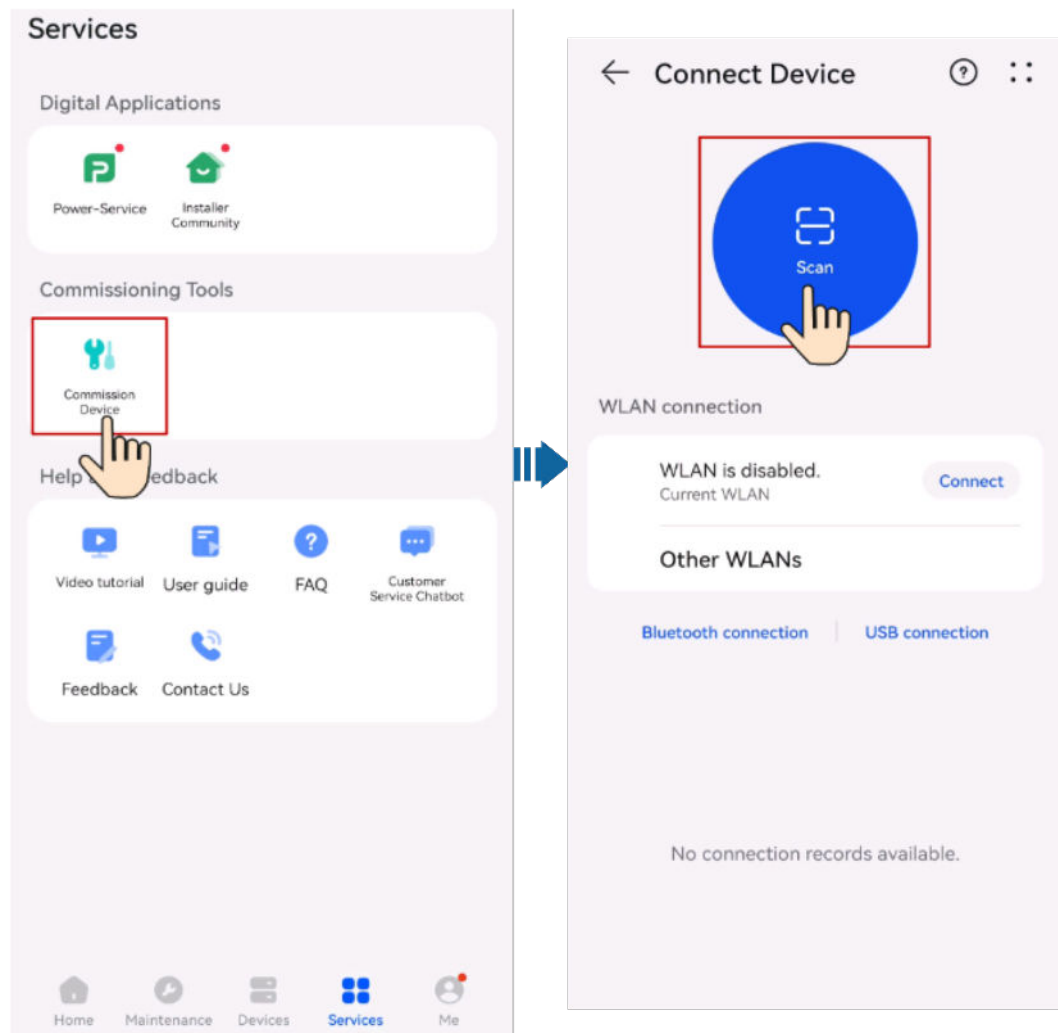 Services
Digital Applications
Power-Service
Installer
Community
Commissioning Tools
Commission
Device
Help edback
Video tutorial
User guide
FAQ
Customer
Service Chatbot
Feedback
Contact Us
Home
Maintenance
Devices
Services
Me
Connect Device
Scan
WLAN connection
WLAN is disabled.
Current WLAN
Connect
Other WLANs
Bluetooth connection
USB connection
No connection records available.